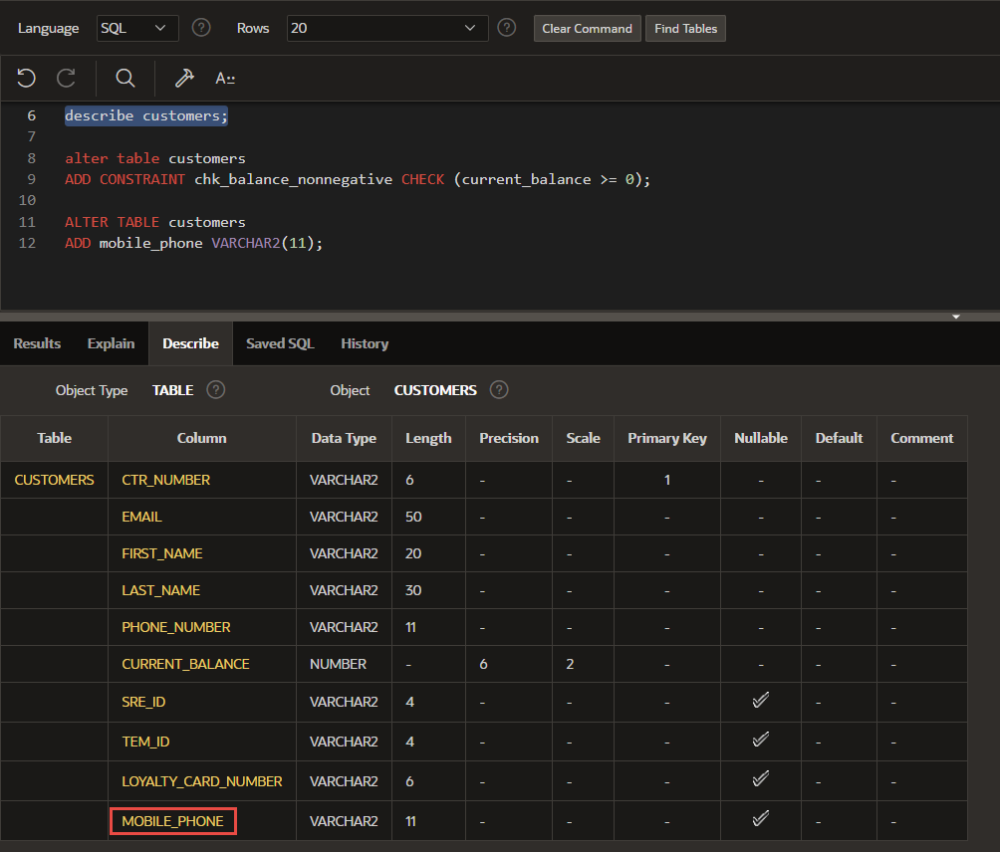 Language SQL ? Rows 20 ? Clear Command Find Tables
A::
6 describe customers;
7
8 alter table customers
9 ADD CONSTRAINT chk_balance_nonnegative CHECK (current_balance >= 0);
10
11 ALTER TABLE customers
12 ADD mobile_phone VARCHAR2(11);
Results Explain Describe Saved SQL History
Object Type TABLE ? Object CUSTOMERS ?
Table Column Data Type Length Precision Scale Primary Key Nullable Default Comment
CUSTOMERS CTR_NUMBER VARCHAR2 6 - - 1 - - -
EMAIL VARCHAR2 50 - - - - - -
FIRST_NAME VARCHAR2 20 - - - - - -
LAST_NAME VARCHAR2 30 - - - - - -
PHONE_NUMBER VARCHAR2 11 - - - - - -
CURRENT_BALANCE NUMBER - 6 2 - - - -
SRE_ID VARCHAR2 4 - - - ✓ - -
TEM_ID VARCHAR2 4 - - - ✓ - -
LOYALTY_CARD_NUMBER VARCHAR2 6 - - - ✓ - -
MOBILE_PHONE VARCHAR2 11 - - - ✓ - -